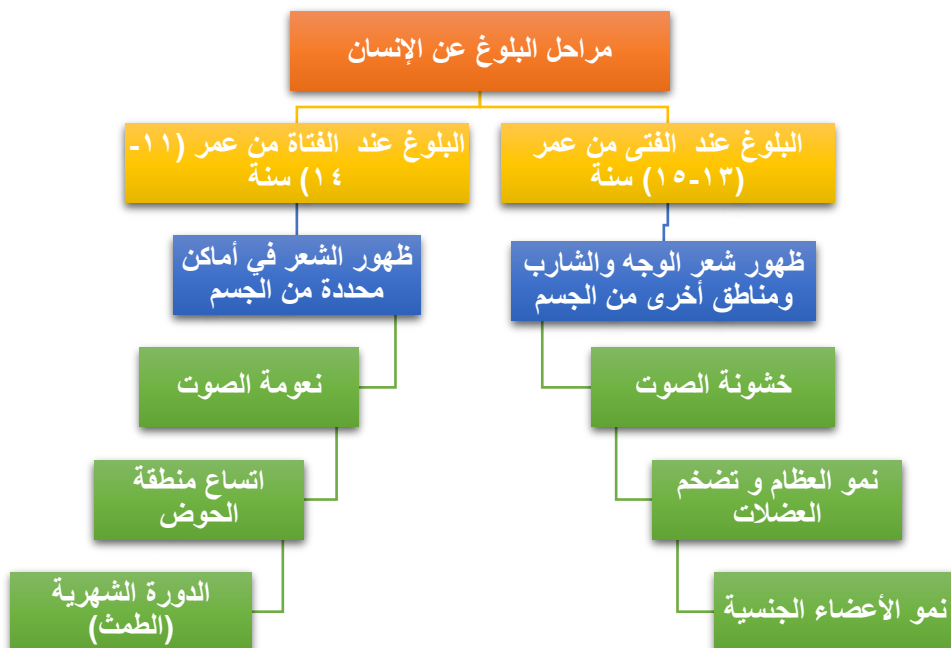 مراحل البلوغ عن الإنسان
البلوغ عند الفتى من عمر
(١٣-١٥) سنة
البلوغ عند الفتاة من عمر (١١-
١٤) سنة
ظهور شعر الوجه والشارب
ومناطق أخرى من الجسم
ظهور الشعر في أماكن
محددة من الجسم
خشونة الصوت
نعومة الصوت
نمو العظام و تضخم
العضلات
اتساع منطقة
الحوض
نمو الأعضاء الجنسية
الدورة الشهرية
(الطمث)